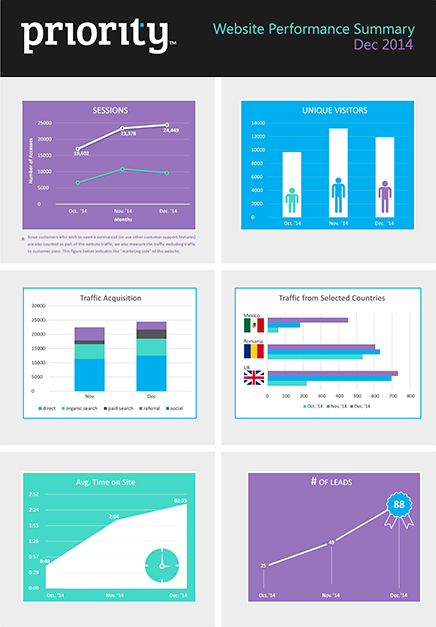 priority™
Website Performance Summary
Dec 2014
SESSIONS
25000
20000
15000
10000
5000
0
Number of Accesses
23,378
24,449
Oct. '14
Nov. '14
Dec. '14
Months
Since customers who wish to open a service call (or use other customer support features)
are also counted as part of the website traffic, we also measure the traffic excluding traffic
to customer zone. This figure better indicates the "marketing side" of the website.
UNIQUE VISITORS
14000
12000
10000
8000
6000
4000
2000
0
Oct. '14
Nov. '14
Dec. '14
Traffic Acquisition
30000
25000
20000
15000
10000
5000
0
Nov
Dec
direct
organic search
paid search
referral
social
Traffic from Selected Countries
Mexico
Romania
UK
0
100
200
300
400
500
600
700
800
Oct. '14
Nov '14
Dec. '14
Avg. Time on Site
2:52
2:24
1:55
1:26
0:57
0:28
0:00
2:04
02:35
Oct. '14
Nov. '14
Dec. '14
# OF LEADS
25
49
88
Oct. '14
Nov. '14
Dec. '14